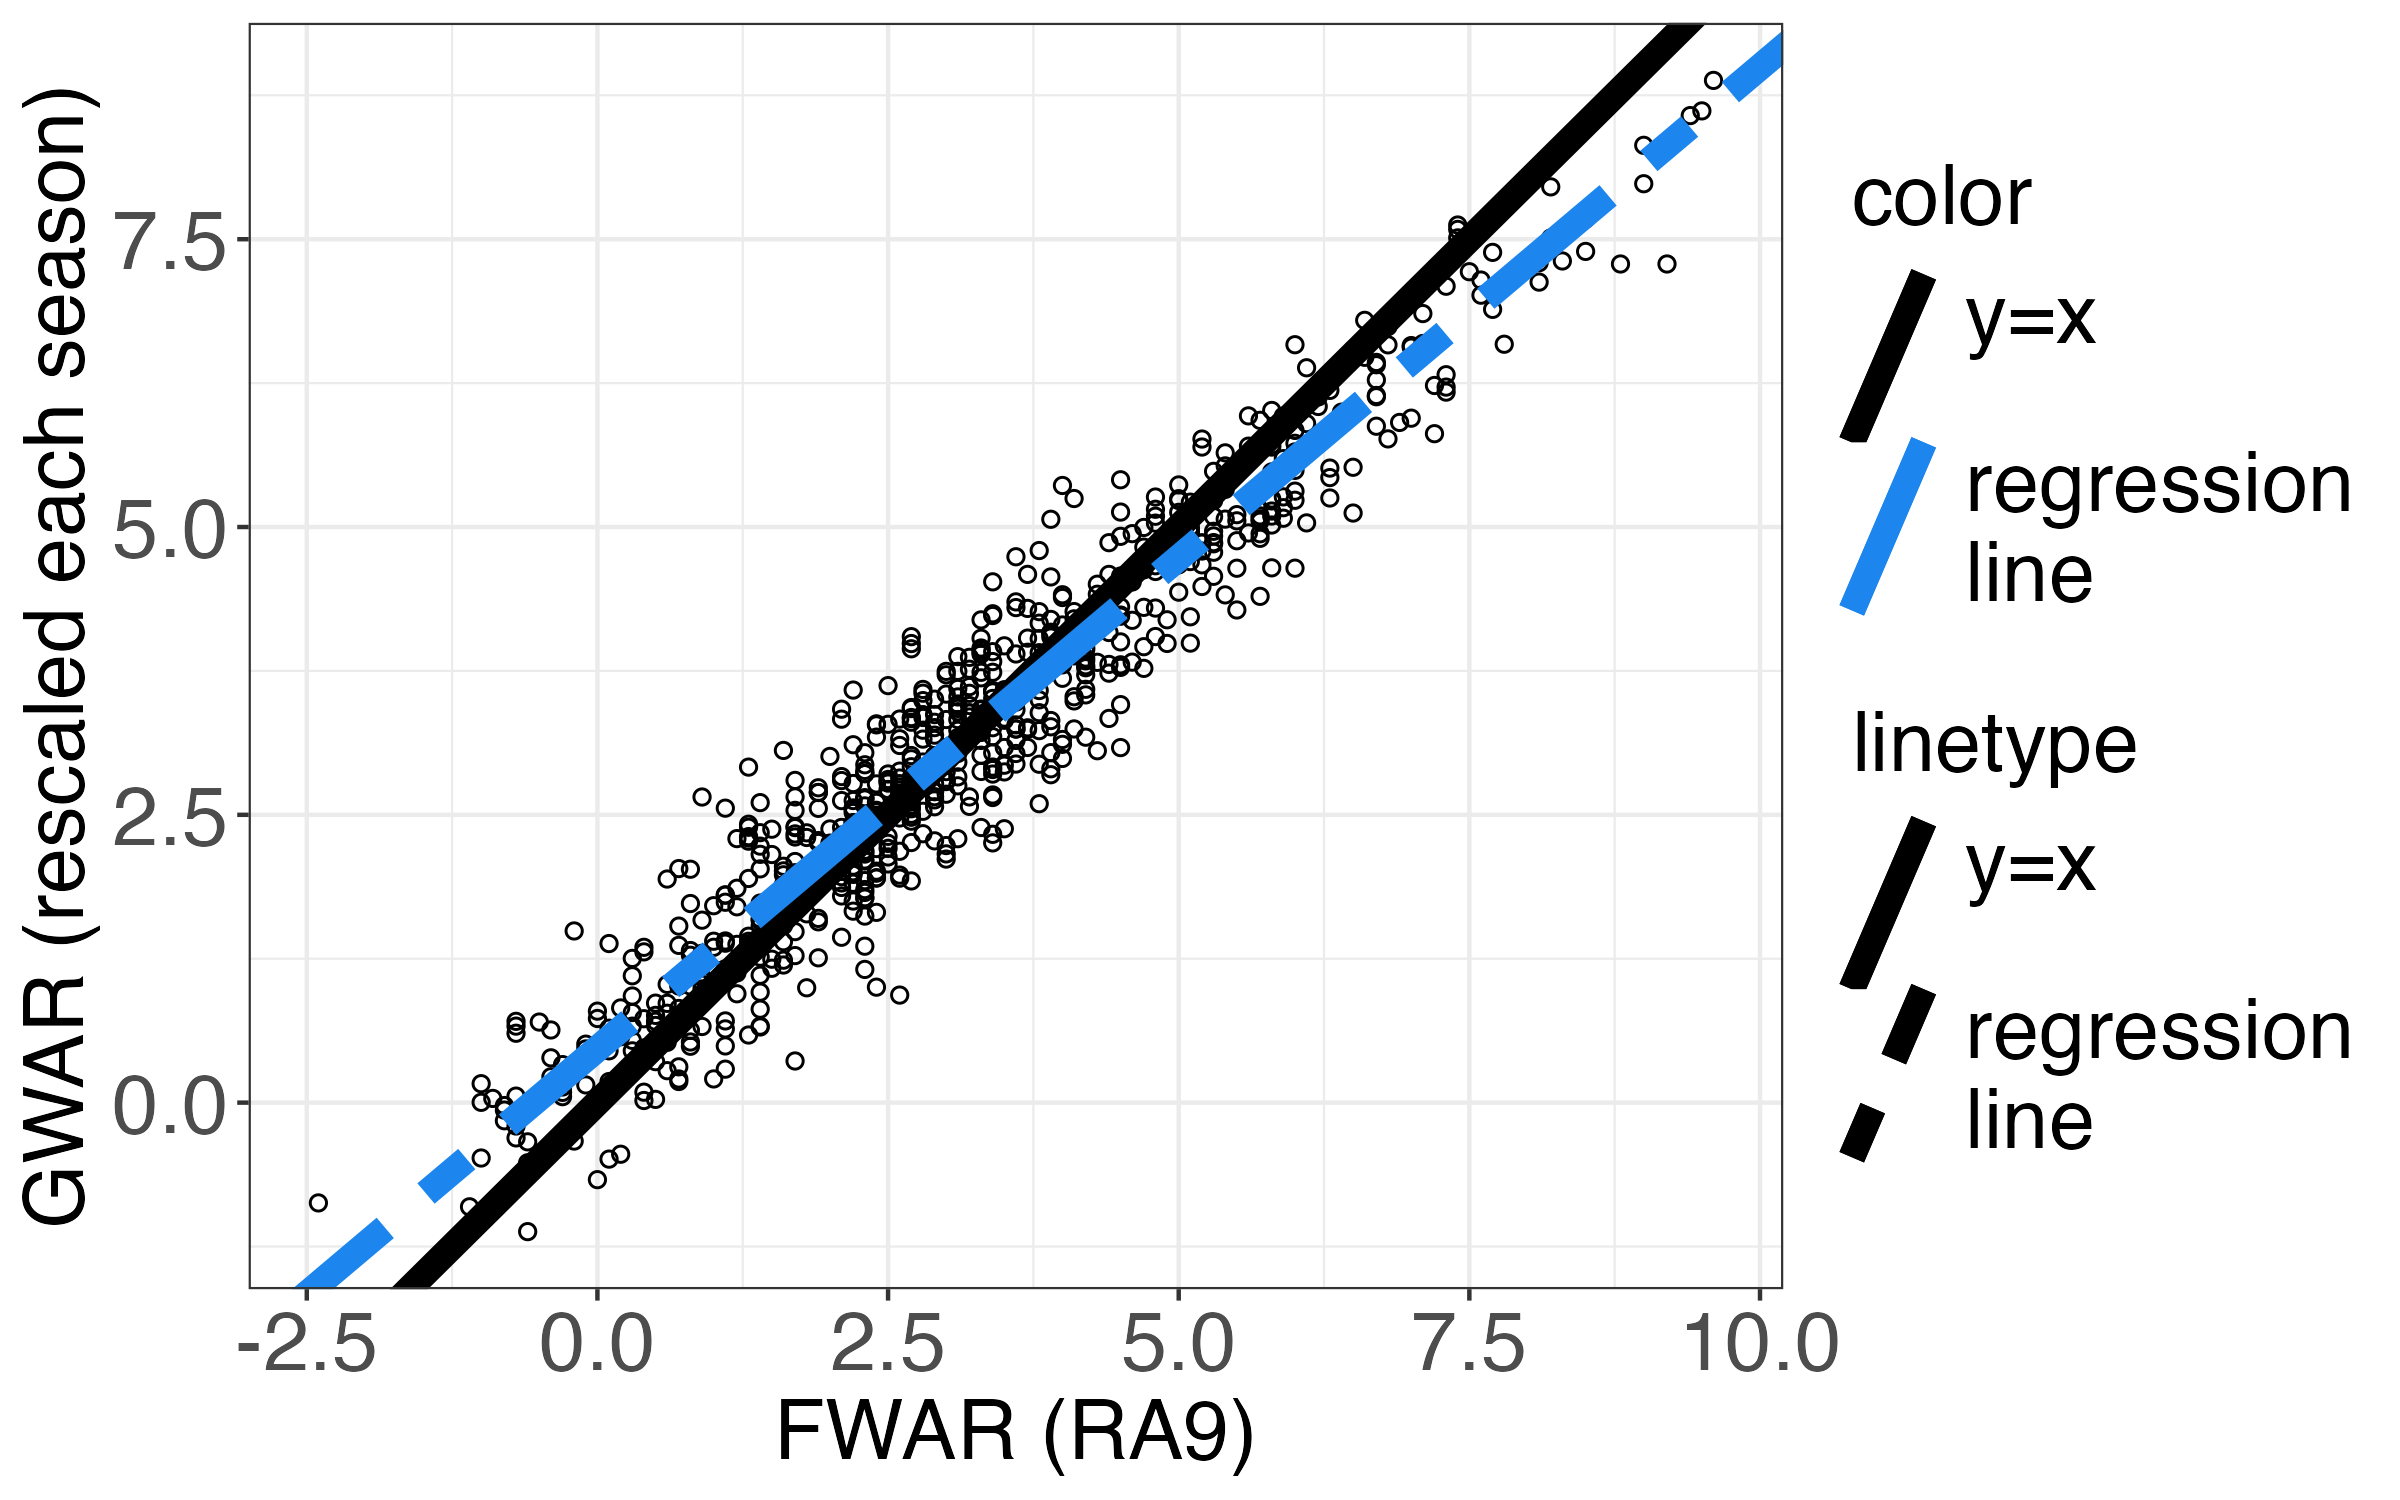 GWAR (rescaled each season)
7.5
5.0
2.5
0.0
-2.5
0.0
2.5
5.0
7.5
10.0
FWAR (RA9)
color
y=x
regression
line
linetype
y=x
regression
line